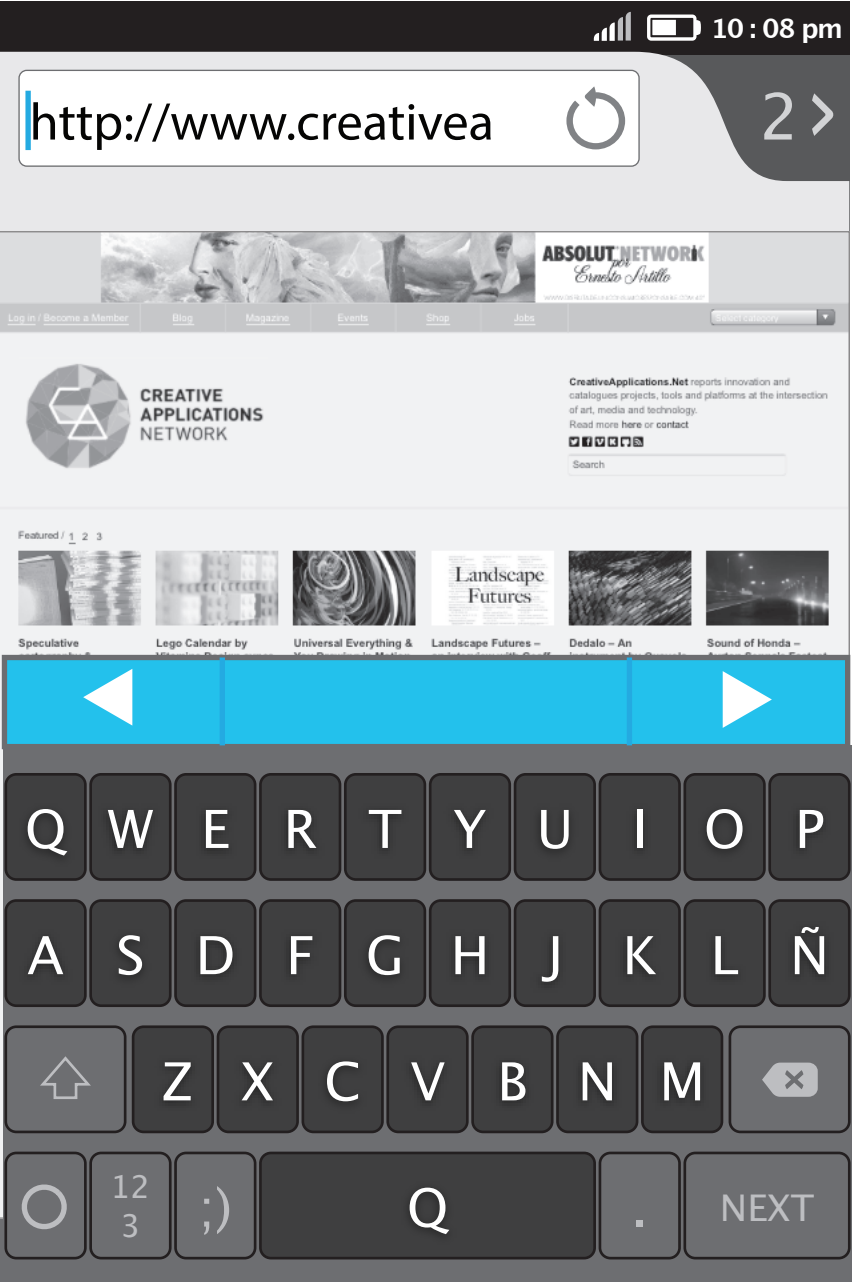 10 : 08 pm
http://www.creativea
2
ABSOLUT NETWORK
por
Ernesto Artillo
Log in / Become a Member Blog Magazine Events Shop Jobs Select category
CREATIVE
APPLICATIONS
NETWORK
CreativeApplications.Net reports innovation and
catalogues projects, tools and platforms at the intersection
of art, media and technology.
Read more here or contact
Search
Featured / 1 2 3
Landscape
Futures
Speculative Lego Calendar by Universal Everything & Landscape Futures – Dedalo – An Sound of Honda –
Q W E R T Y U I O P
A S D F G H J K L Ñ
Z X C V B N M
12
3
;) Q . NEXT